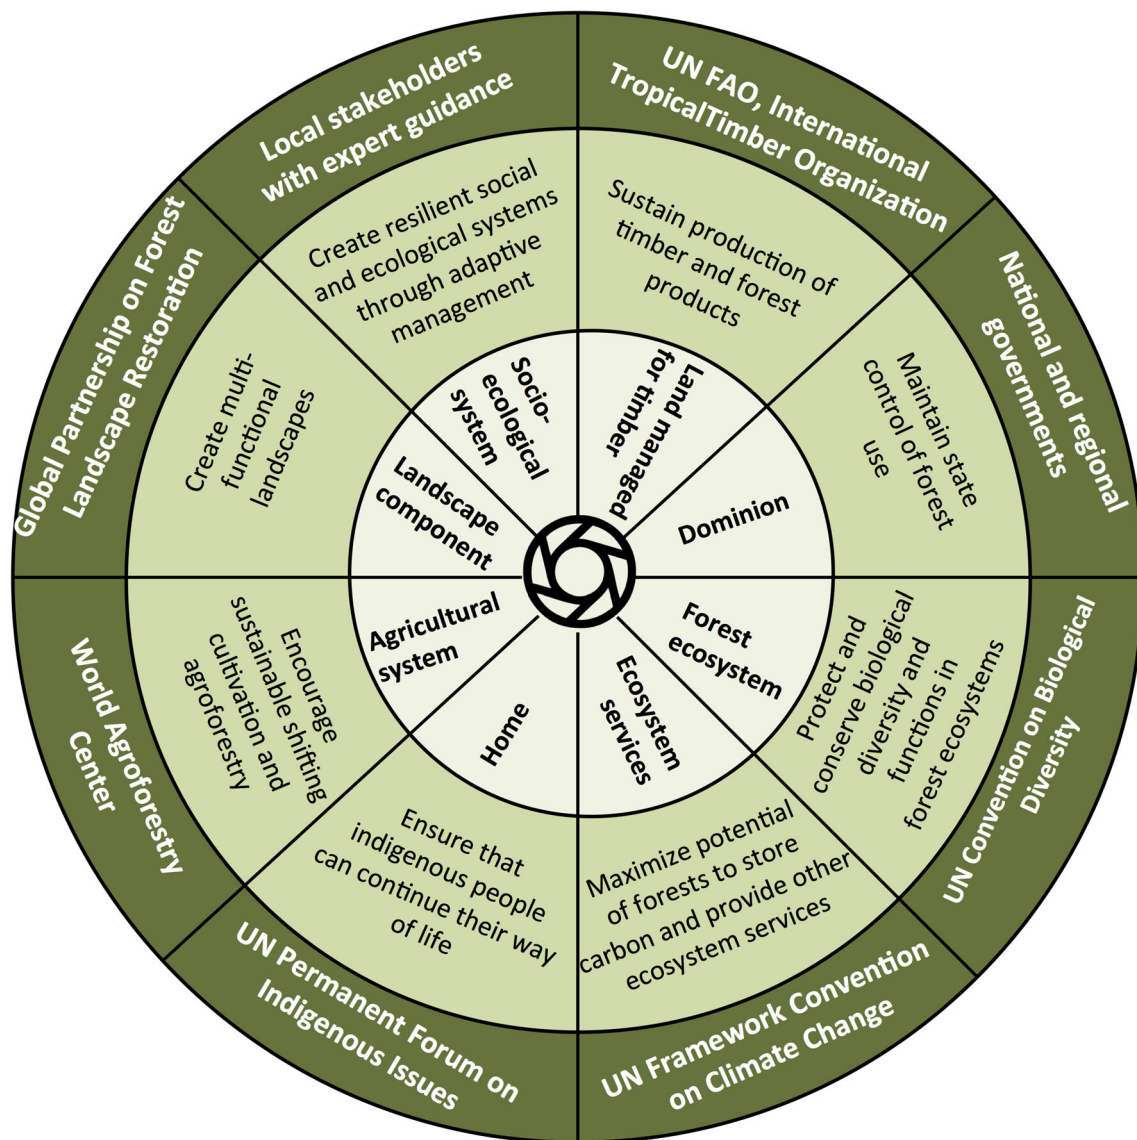 Local stakeholders
with expert guidance
UN FAO, International
TropicalTimber Organization
National and regional
governments
UN Convention on Biological
Diversity
UN Framework Convention
on Climate Change
UN Permanent Forum on
Indigenous Issues
World Agroforestry
Center
Global Partnership on Forest
Landscape Restoration
Create resilient social
and ecological systems
through adaptive
management
Sustain production of
timber and forest
products
Maintain state
control of forest
use
Protect and
conserve biological
diversity and
functions in
forest ecosystems
Maximize potential
of forests to store
carbon and provide other
ecosystem services
Ensure that
indigenous people
can continue their way
of life
Encourage
sustainable shifting
cultivation and
agroforestry
Create multi-
functional
landscapes
Socio-
ecological
system
Land managed
for timber
Dominion
Forest
ecosystem
Ecosystem
services
Home
Agricultural
system
Landscape
component